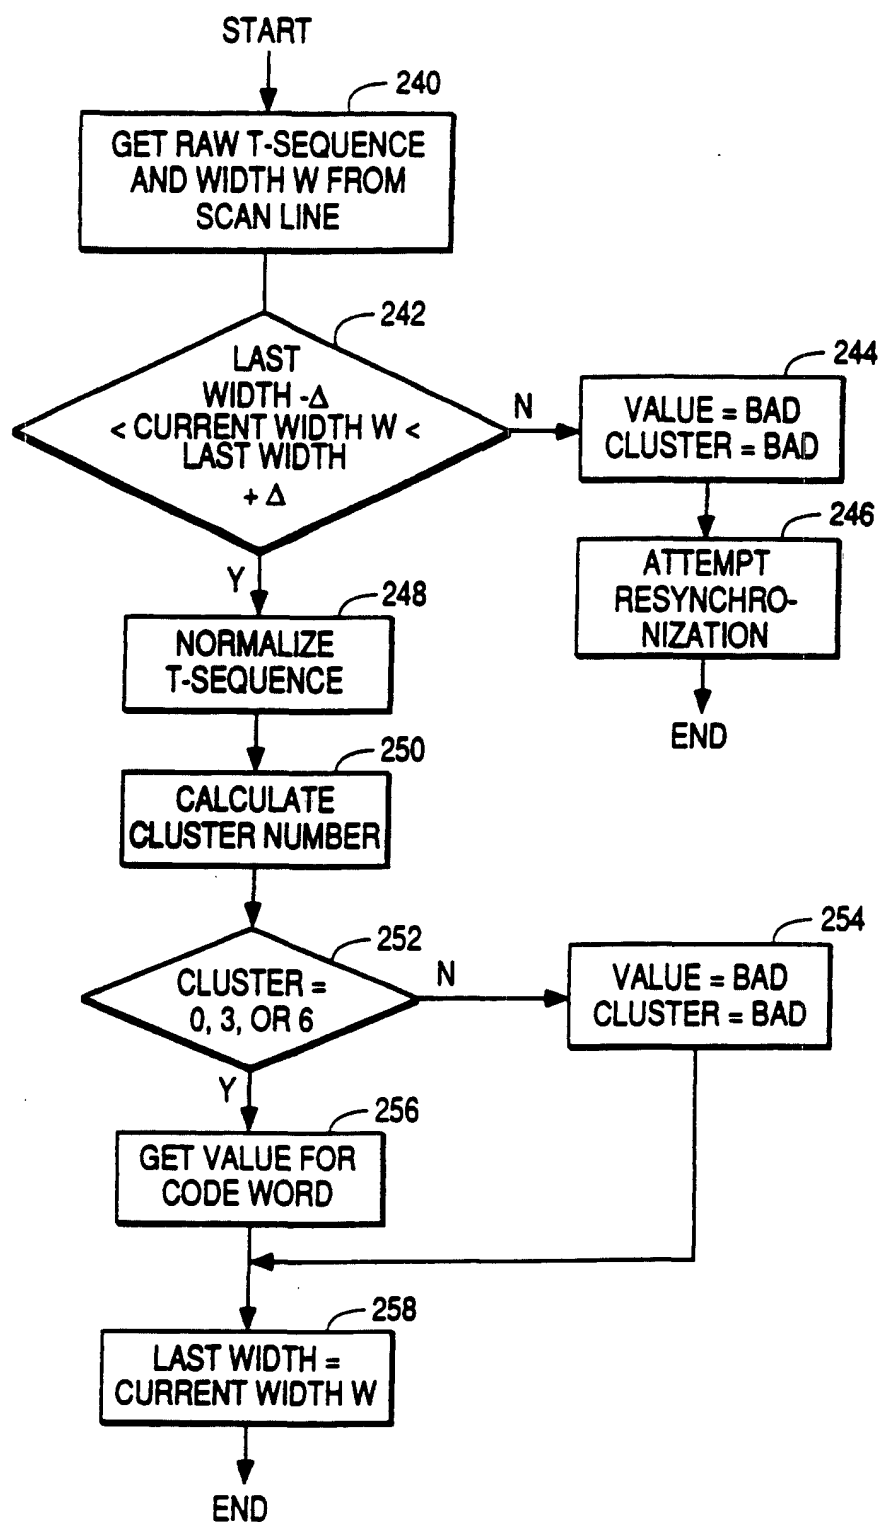 START
240
GET RAW T-SEQUENCE
AND WIDTH W FROM
SCAN LINE
242
LAST
WIDTH -Δ
< CURRENT WIDTH W <
LAST WIDTH
+ Δ
N
244
VALUE = BAD
CLUSTER = BAD
246
ATTEMPT
RESYNCHRO-
NIZATION
END
Y
248
NORMALIZE
T-SEQUENCE
250
CALCULATE
CLUSTER NUMBER
252
CLUSTER =
0, 3, OR 6
N
254
VALUE = BAD
CLUSTER = BAD
Y
256
GET VALUE FOR
CODE WORD
258
LAST WIDTH =
CURRENT WIDTH W
END